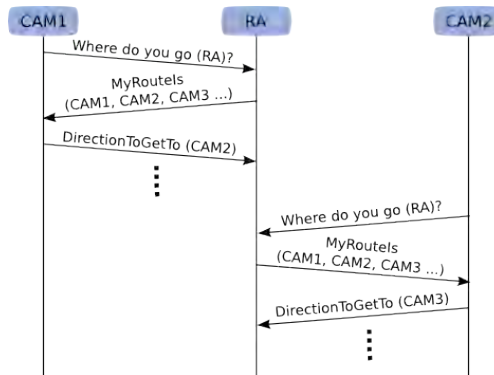 CAM1 RA CAM2
Where do you go (RA)?
MyRouteIs
(CAM1, CAM2, CAM3 ...)
DirectionToGetTo (CAM2)
Where do you go (RA)?
MyRouteIs
(CAM1, CAM2, CAM3 ...)
DirectionToGetTo (CAM3)